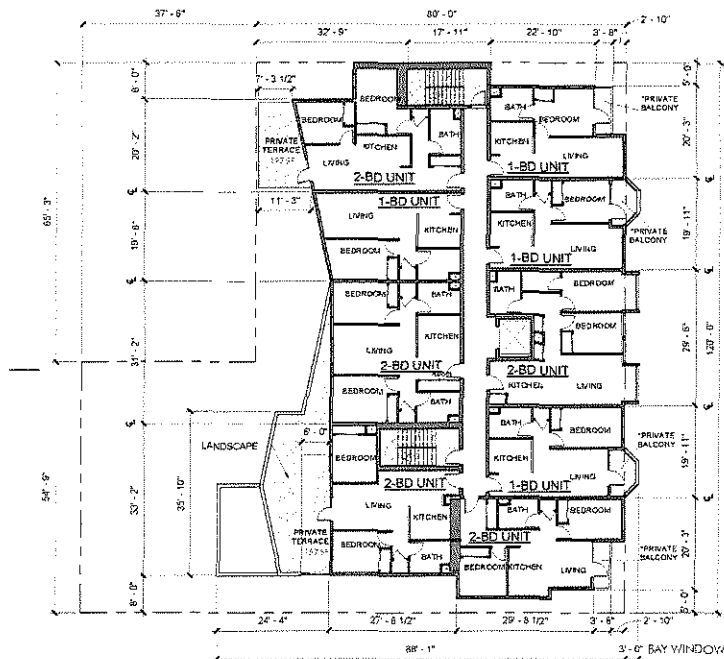 37' - 6"
80' - 0"
2' - 10"
32' - 9"
17' - 11"
22' - 10"
3' - 8"
7' - 3 1/2"
6' - 0"
5' - 0"
BEDROOM
BATH
BEDROOM
*PRIVATE
BALCONY
BEDROOM
BATH
KITCHEN
PRIVATE
TERRACE
KITCHEN
LIVING
LIVING
1-BD UNIT
20' - 2"
20' - 3"
2-BD UNIT
1-BD UNIT
BATH
BEDROOM
11' - 3"
LIVING
KITCHEN
KITCHEN
*PRIVATE
BALCONY
65' - 3"
19' - 11"
LIVING
1-BD UNIT
BEDROOM
BEDROOM
BATH
BATH
BEDROOM
BEDROOM
LIVING
KITCHEN
31' - 2"
29' - 6"
120' - 0"
2-BD UNIT
2-BD UNIT
BEDROOM
BATH
KITCHEN
LIVING
6' - 0"
BATH
BEDROOM
*PRIVATE
BALCONY
LANDSCAPE
BEDROOM
KITCHEN
2-BD UNIT
LIVING
1-BD UNIT
19' - 11"
54' - 9"
35' - 10"
33' - 2"
LIVING
KITCHEN
BATH
BEDROOM
PRIVATE
TERRACE
2-BD UNIT
BEDROOM
BATH
BEDROOM
KITCHEN
LIVING
*PRIVATE
BALCONY
20' - 3"
8' - 0"
24' - 4"
27' - 8 1/2"
29' - 8 1/2"
3' - 8"
2' - 10"
88' - 1"
3' - 0" BAY WINDOW